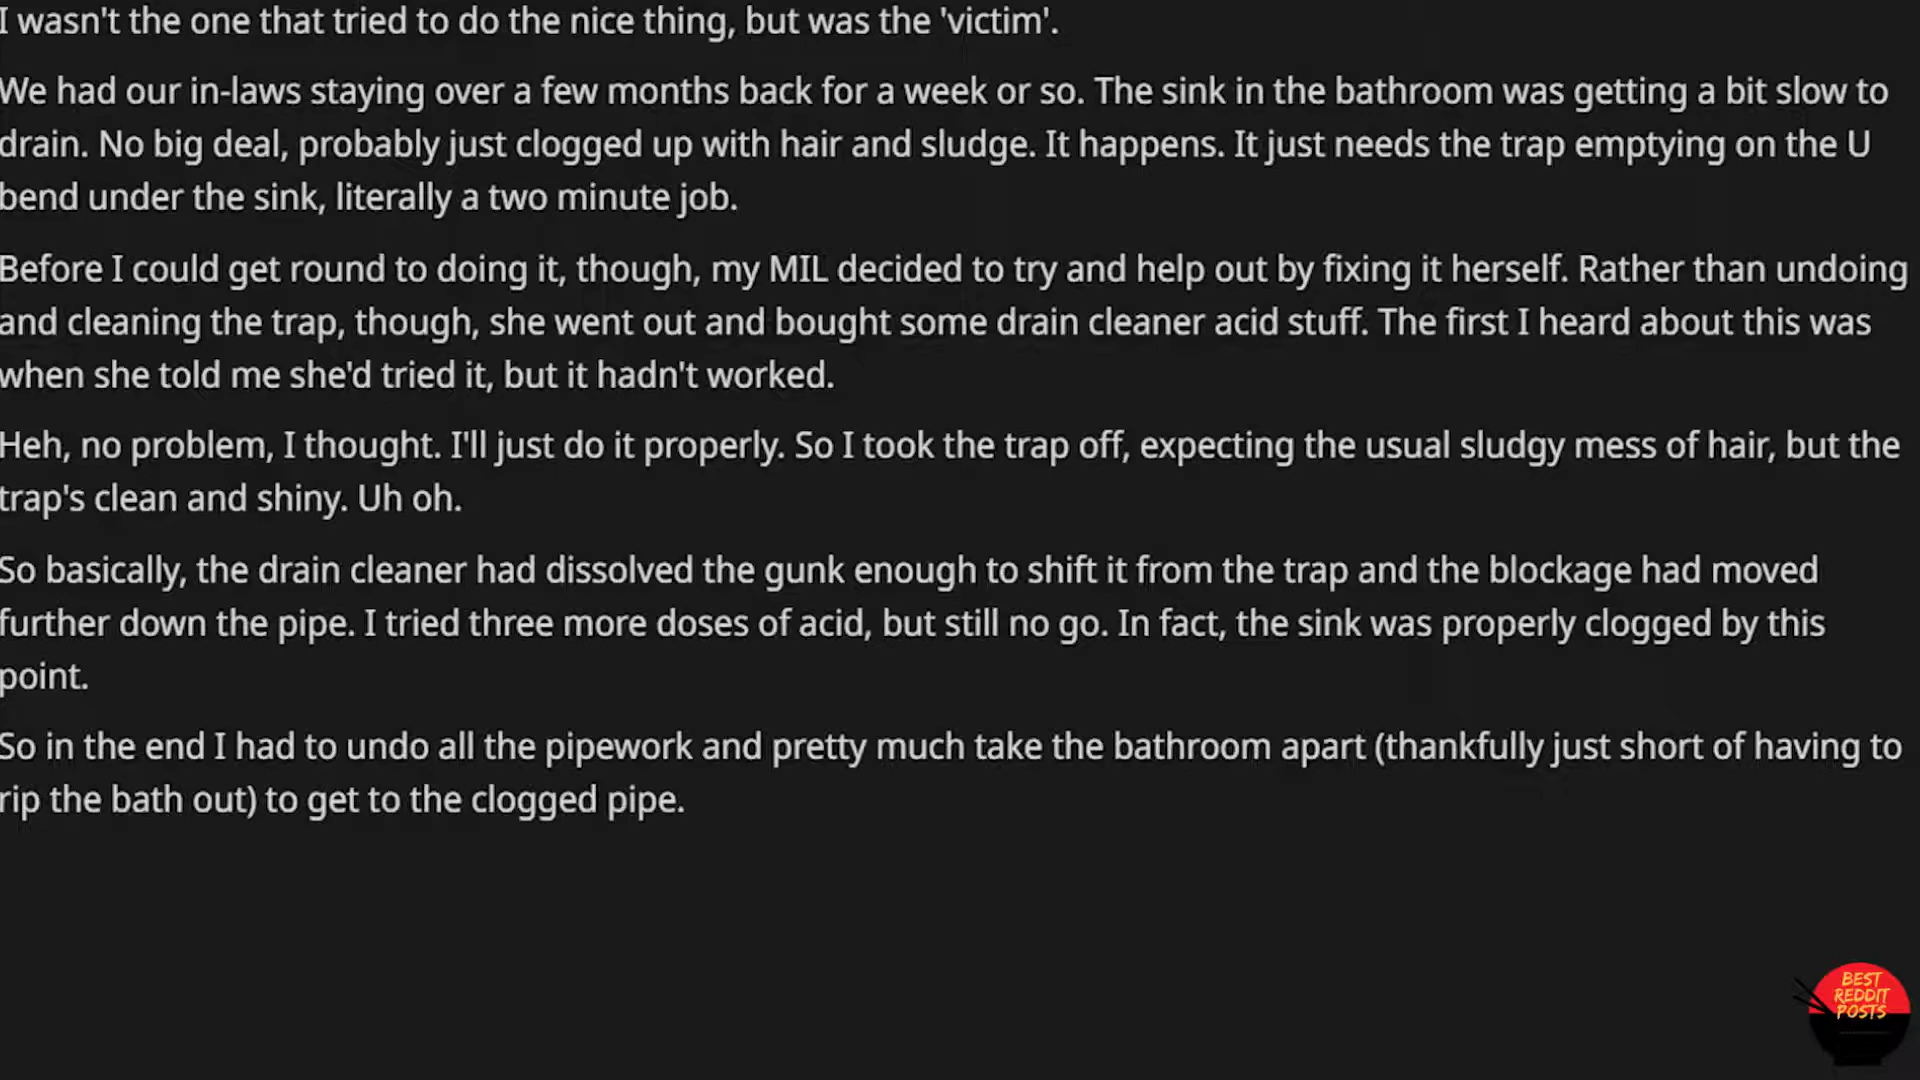 I wasn't the one that tried to do the nice thing, but was the 'victim'.
We had our in-laws staying over a few months back for a week or so. The sink in the bathroom was getting a bit slow to
drain. No big deal, probably just clogged up with hair and sludge. It happens. It just needs the trap emptying on the U
bend under the sink, literally a two minute job.
Before I could get round to doing it, though, my MIL decided to try and help out by fixing it herself. Rather than undoing
and cleaning the trap, though, she went out and bought some drain cleaner acid stuff. The first I heard about this was
when she told me she'd tried it, but it hadn't worked.
Heh, no problem, I thought. I'll just do it properly. So I took the trap off, expecting the usual sludgy mess of hair, but the
trap's clean and shiny. Uh oh.
So basically, the drain cleaner had dissolved the gunk enough to shift it from the trap and the blockage had moved
further down the pipe. I tried three more doses of acid, but still no go. In fact, the sink was properly clogged by this
point.
So in the end I had to undo all the pipework and pretty much take the bathroom apart (thankfully just short of having to
rip the bath out) to get to the clogged pipe.
BEST
REDDIT
POSTS